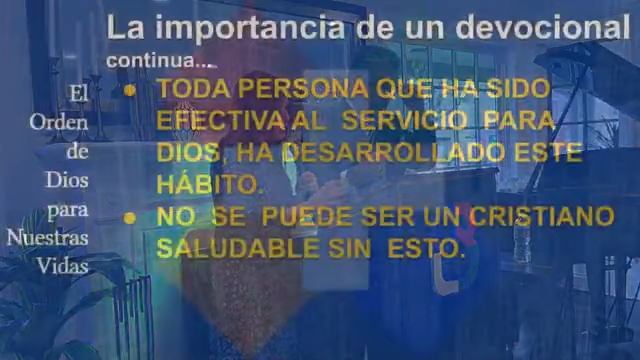 La importancia de un devocional
continua...
El
Orden
de
Dios
para
Nuestras
Vidas
• TODA PERSONA QUE HA SIDO
EFECTIVA AL SERVICIO PARA
DIOS, HA DESARROLLADO ESTE
HÁBITO.
• NO SE PUEDE SER UN CRISTIANO
SALUDABLE SIN ESTO.